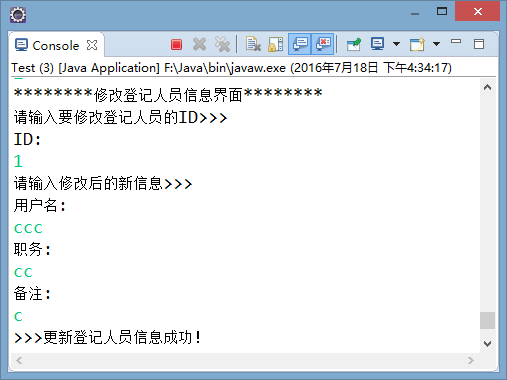 Console
Test (3) [Java Application] F:\Java\bin\javaw.exe (2016年7月18日 下午4:34:17)
********修改登记人员信息界面********
请输入要修改登记人员的ID>>>
ID:
1
请输入修改后的新信息>>>
用户名:
ccc
职务:
cc
备注:
c
>>>更新登记人员信息成功!